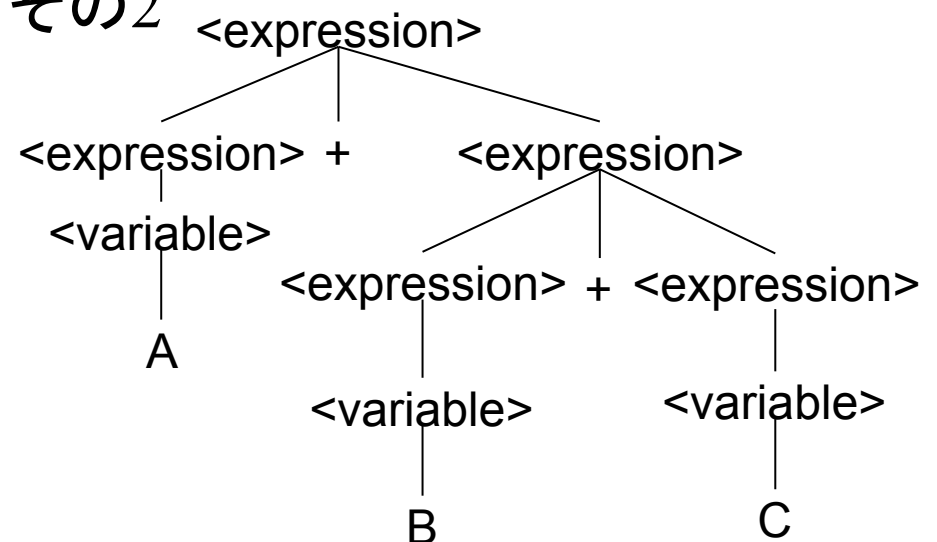 その2
<expression>
<expression> + <expression>
<variable>
<expression> + <expression>
A
<variable> <variable>
B C